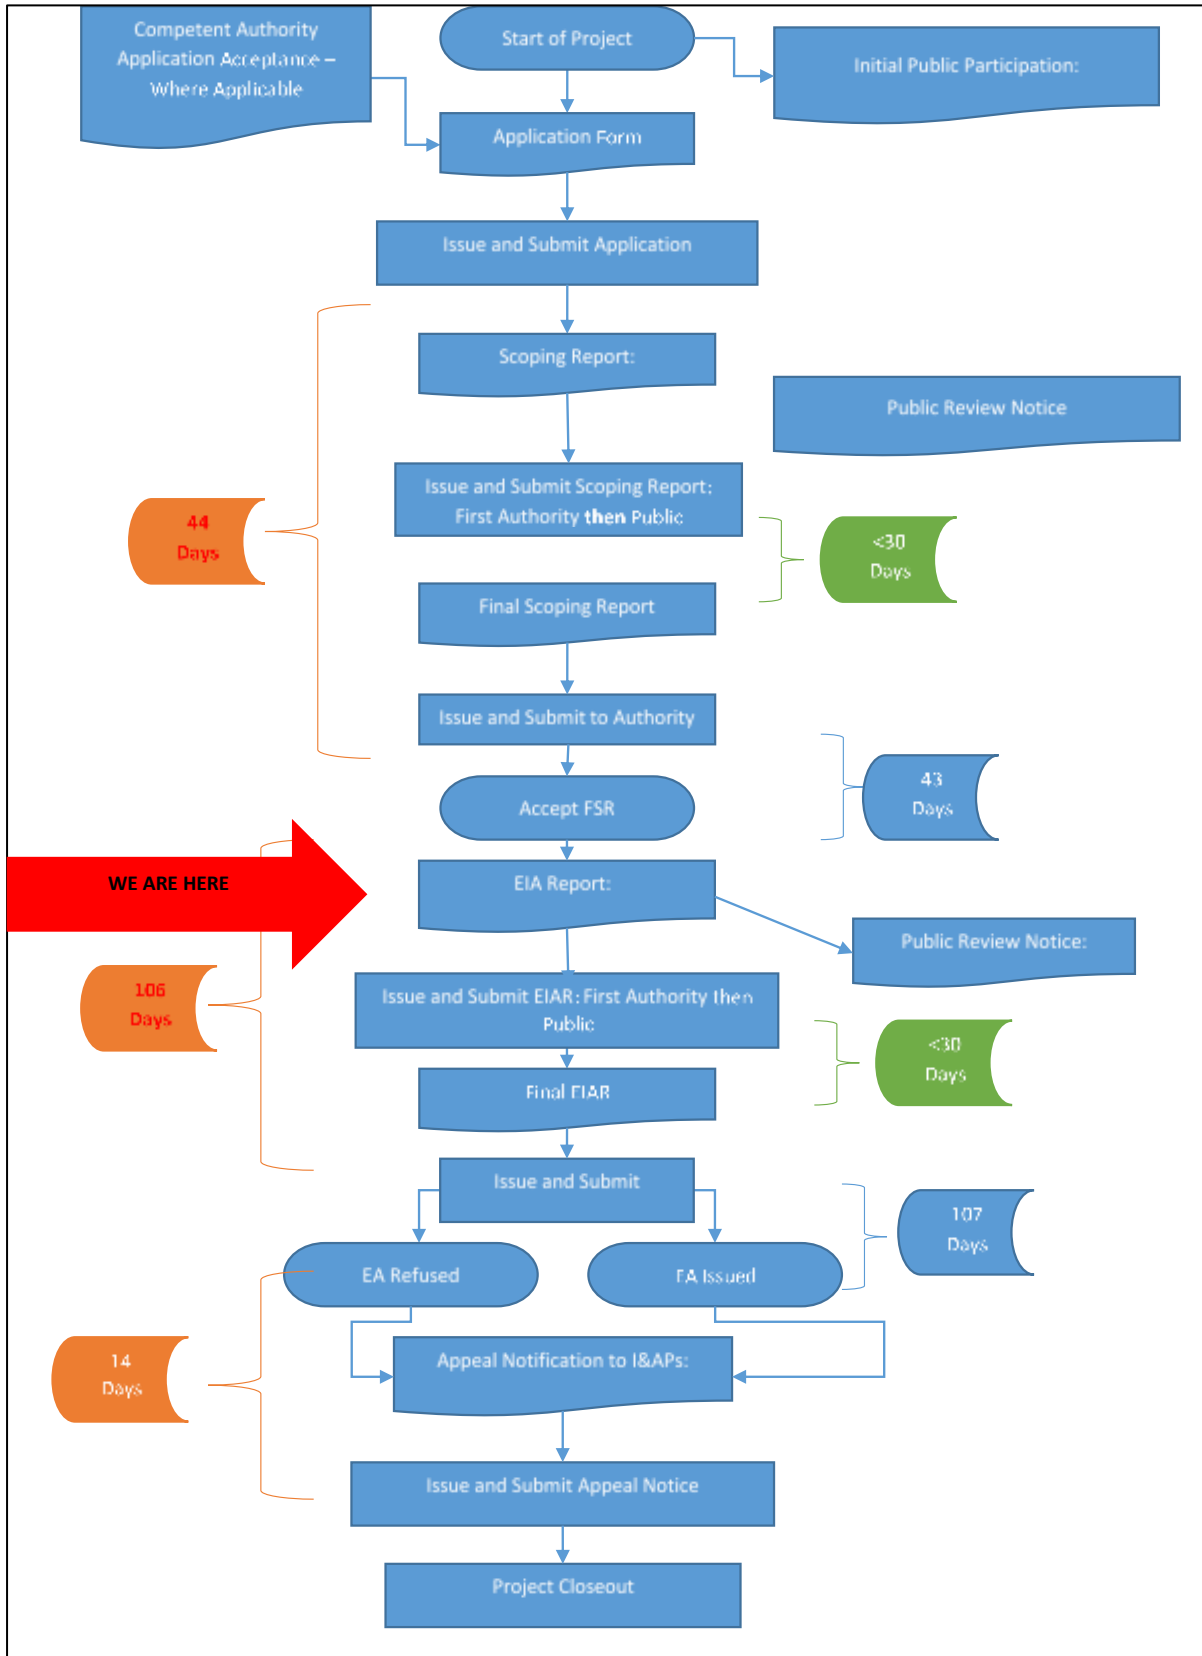 Competent Authority
Application Acceptance –
Where Applicable
Start of Project
Initial Public Participation:
Application Form
Issue and Submit Application
Scoping Report:
Public Review Notice
Issue and Submit Scoping Report:
First Authority then Public
44
Days
<30
Days
Final Scoping Report
Issue and Submit to Authority
43
Days
Accept FSR
WE ARE HERE
EIA Report:
Public Review Notice:
106
Days
Issue and Submit EIAR: First Authority then
Public
<30
Days
Final EIAR
Issue and Submit
107
Days
EA Refused
EA Issued
14
Days
Appeal Notification to I&APs:
Issue and Submit Appeal Notice
Project Closeout